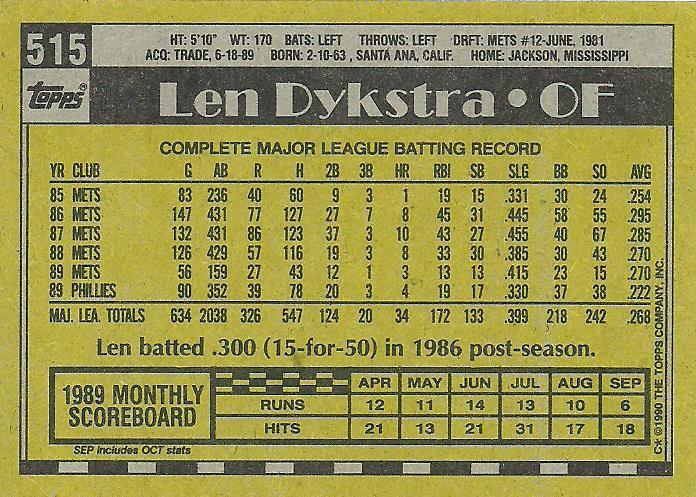 515
HT: 5'10" WT: 170 BATS: LEFT THROWS: LEFT DRFT: METS #12-JUNE, 1981
ACQ: TRADE, 6-18-89 BORN: 2-10-63, SANTA ANA, CALIF. HOME: JACKSON, MISSISSIPPI
Topps®
Len Dykstra • OF
COMPLETE MAJOR LEAGUE BATTING RECORD
YR CLUB G AB R H 2B 3B HR RBI SB SLG BB SO AVG
85 METS 83 236 40 60 9 3 1 19 15 .331 30 24 .254
86 METS 147 431 77 127 27 7 8 45 31 .445 58 55 .295
87 METS 132 431 86 123 37 3 10 43 27 .455 40 67 .285
88 METS 126 429 57 116 19 3 8 33 30 .385 30 43 .270
89 METS 56 159 27 43 12 1 3 13 13 .415 23 15 .270
89 PHILLIES 90 352 39 78 20 3 4 19 17 .330 37 38 .222
MAJ. LEA. TOTALS 634 2038 326 547 124 20 34 172 133 .399 218 242 .268
Len batted .300 (15-for-50) in 1986 post-season.
1989 MONTHLY
SCOREBOARD
APR MAY JUN JUL AUG SEP
RUNS 12 11 14 13 10 6
HITS 21 13 21 31 17 18
SEP includes OCT stats
C* ©1990 THE TOPPS COMPANY, INC.